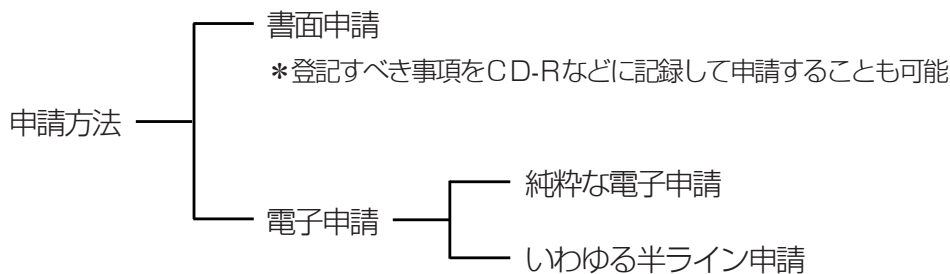 書面申請
＊登記すべき事項をＣＤ-Ｒなどに記録して申請することも可能
申請方法
純粋な電子申請
電子申請
いわゆる半ライン申請